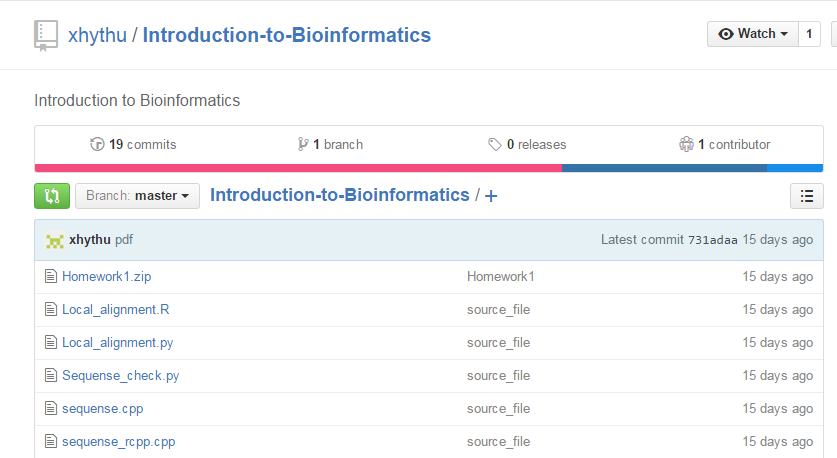 xhythu / Introduction-to-Bioinformatics Watch 1
Introduction to Bioinformatics
19 commits 1 branch 0 releases 1 contributor
Branch: master Introduction-to-Bioinformatics / +
xhythu pdf Latest commit 731adaa 15 days ago
Homework1.zip Homework1 15 days ago
Local_alignment.R source_file 15 days ago
Local_alignment.py source_file 15 days ago
Sequense_check.py source_file 15 days ago
sequense.cpp source_file 15 days ago
sequense_rcpp.cpp source_file 15 days ago